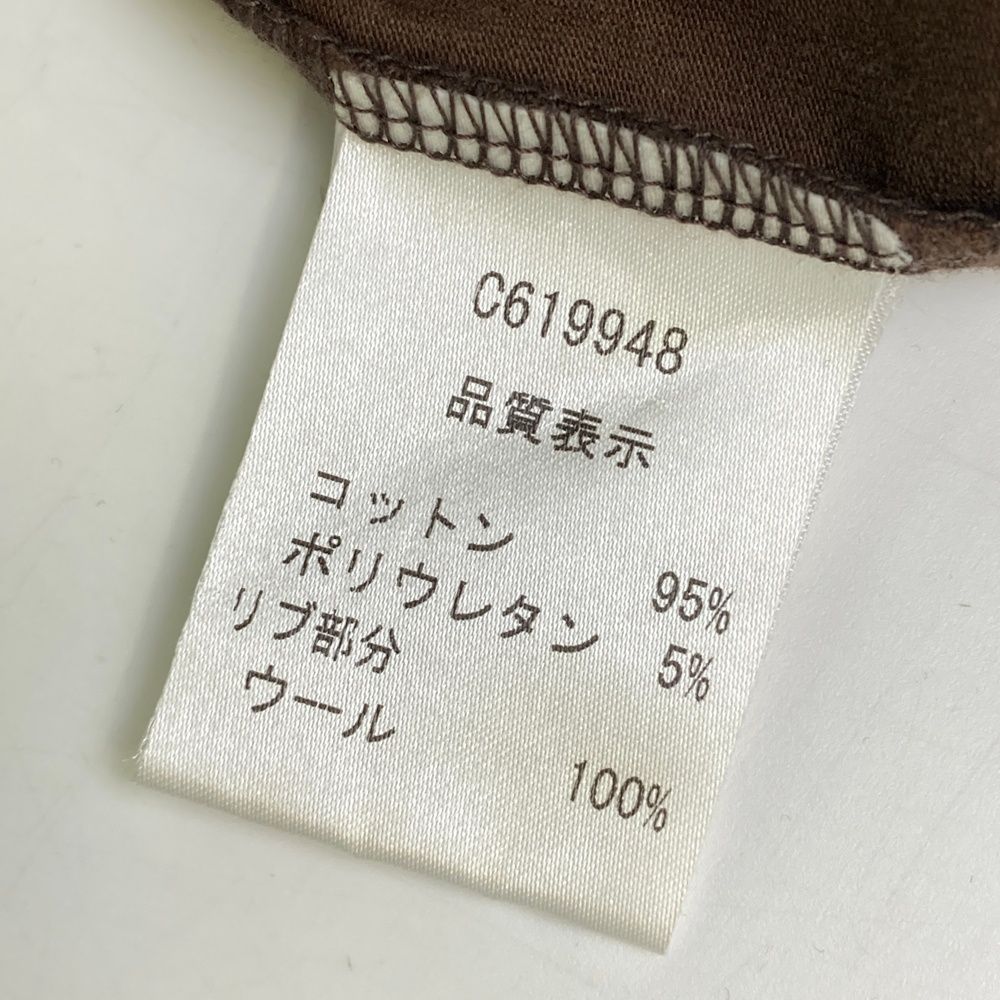 C619948
品質表示
コットン 95%
ポリウレタン 5%
リブ部分
ウール 100%